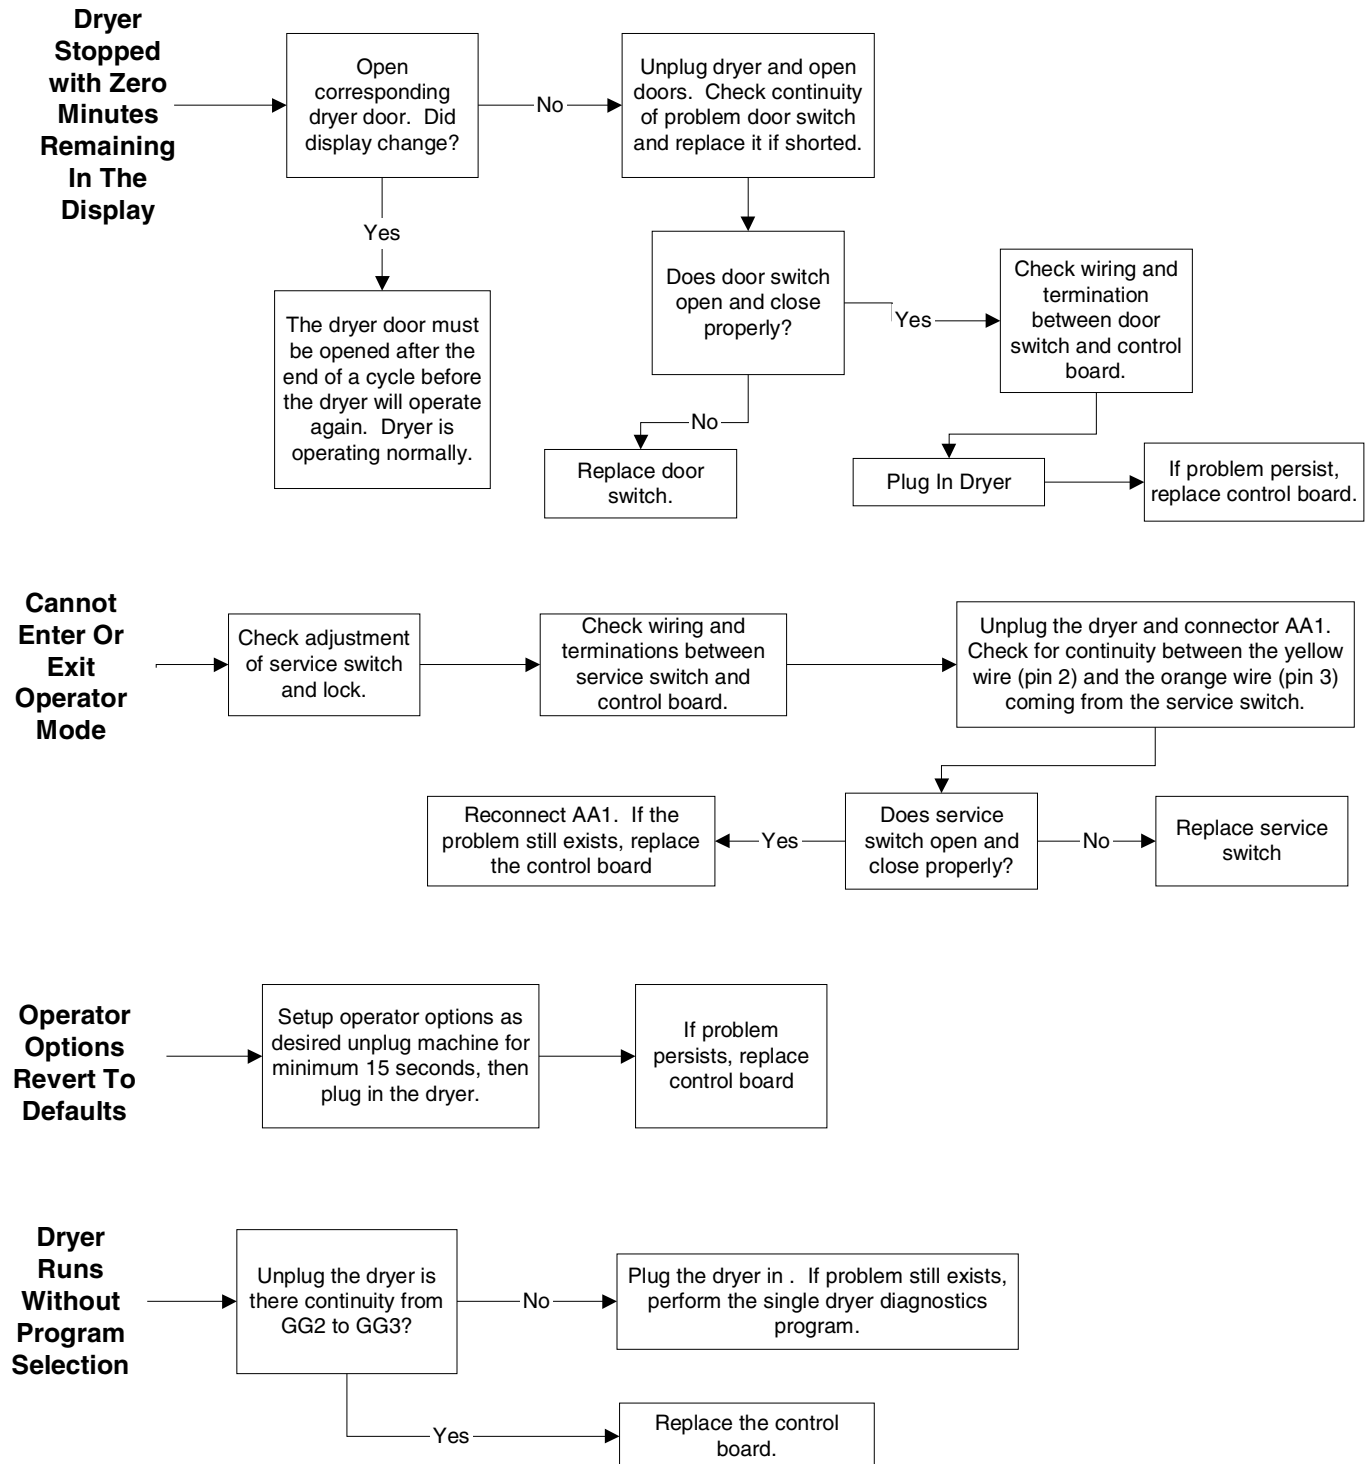 Dryer
Stopped
with Zero
Minutes
Remaining
In The
Display
Open
corresponding
dryer door.  Did
display change?
No
Unplug dryer and open
doors.  Check continuity
of problem door switch
and replace it if shorted.
Yes
The dryer door must
be opened after the
end of a cycle before
the dryer will operate
again.  Dryer is
operating normally.
Does door switch
open and close
properly?
Yes
Check wiring and
termination
between door
switch and control
board.
No
Replace door
switch.
Plug In Dryer
If problem persist,
replace control board.
Cannot
Enter Or
Exit
Operator
Mode
Check adjustment
of service switch
and lock.
Check wiring and
terminations between
service switch and
control board.
Unplug the dryer and connector AA1.
Check for continuity between the yellow
wire (pin 2) and the orange wire (pin 3)
coming from the service switch.
Reconnect AA1.  If the
problem still exists, replace
the control board
Yes
Does service
switch open and
close properly?
No
Replace service
switch
Operator
Options
Revert To
Defaults
Setup operator options as
desired unplug machine for
minimum 15 seconds, then
plug in the dryer.
If problem
persists, replace
control board
Dryer
Runs
Without
Program
Selection
Unplug the dryer is
there continuity from
GG2 to GG3?
No
Plug the dryer in .  If problem still exists,
perform the single dryer diagnostics
program.
Yes
Replace the control
board.